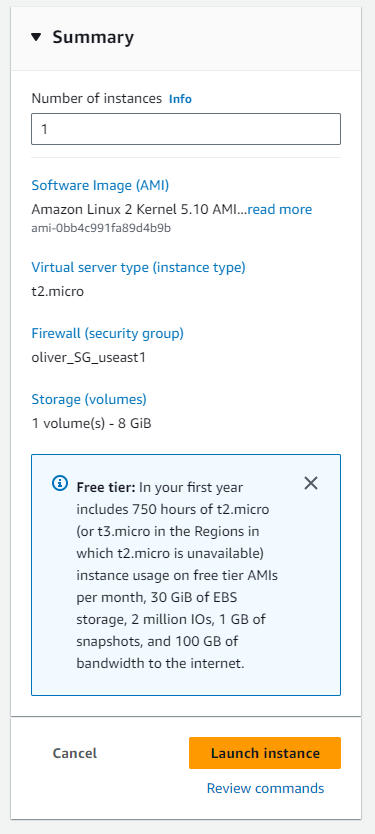 Summary
Number of instances Info
1
Software Image (AMI)
Amazon Linux 2 Kernel 5.10 AMI...read more
ami-0bb4c991fa89d4b9b
Virtual server type (instance type)
t2.micro
Firewall (security group)
oliver_SG_useast1
Storage (volumes)
1 volume(s) - 8 GiB
Free tier: In your first year
includes 750 hours of t2.micro
(or t3.micro in the Regions in
which t2.micro is unavailable)
instance usage on free tier AMIs
per month, 30 GiB of EBS
storage, 2 million IOs, 1 GB of
snapshots, and 100 GB of
bandwidth to the internet.
Cancel
Launch instance
Review commands